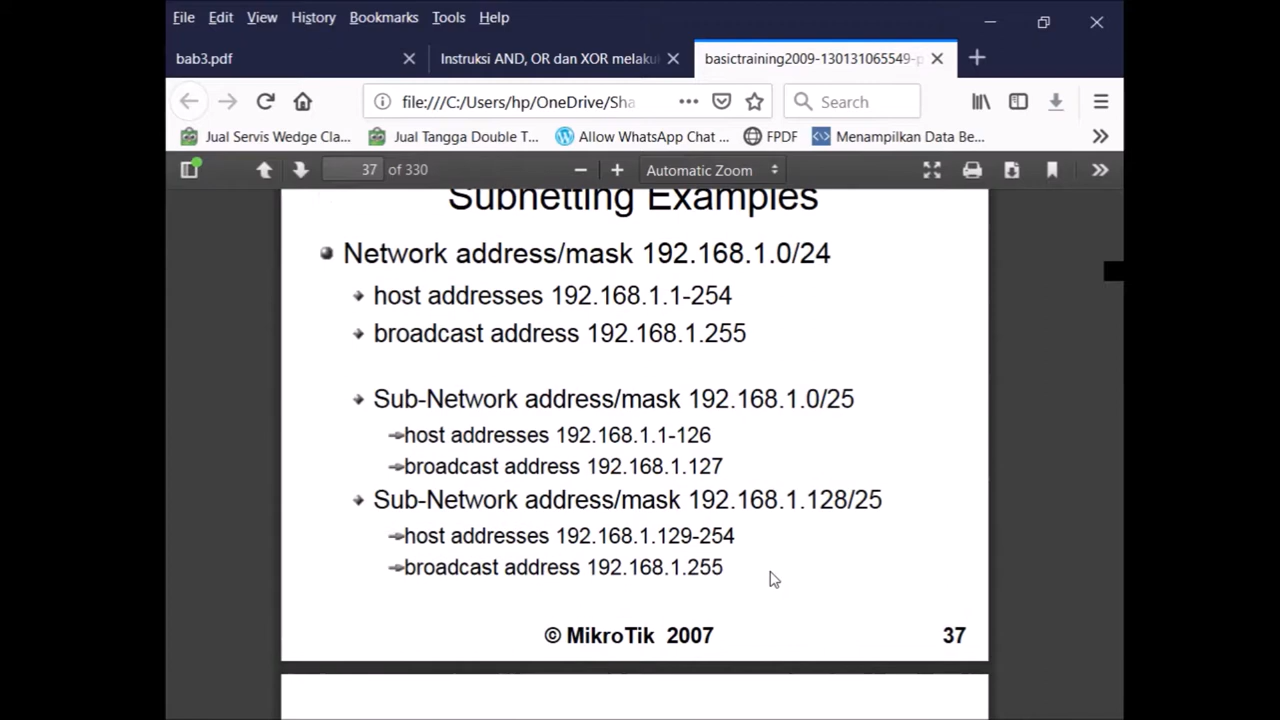 File Edit View History Bookmarks Tools Help
bab3.pdf
Instruksi AND, OR dan XOR melaku
basictraining2009-130131065549-p
file:///C:/Users/hp/OneDrive/Sha
Search
Jual Servis Wedge Cla...
Jual Tangga Double T...
Allow WhatsApp Chat ...
FPDF
Menampilkan Data Be...
37 of 330
Automatic Zoom
Subnetting Examples
Network address/mask 192.168.1.0/24
host addresses 192.168.1.1-254
broadcast address 192.168.1.255
Sub-Network address/mask 192.168.1.0/25
host addresses 192.168.1.1-126
broadcast address 192.168.1.127
Sub-Network address/mask 192.168.1.128/25
host addresses 192.168.1.129-254
broadcast address 192.168.1.255
© MikroTik 2007
37